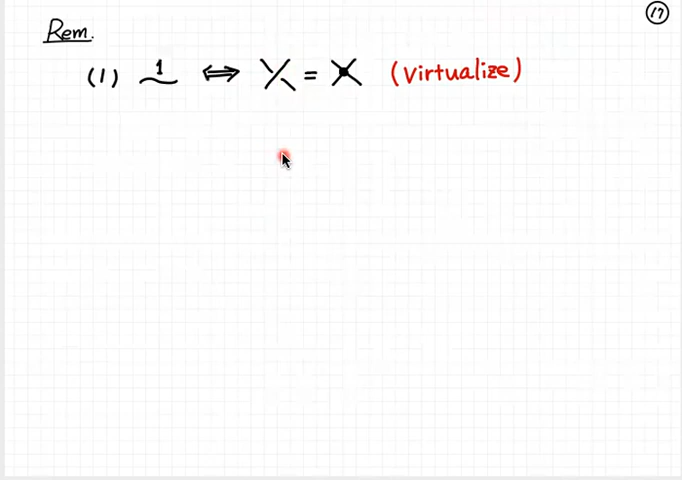 ⑰
Rem.
(1) 1∼ ⟺ = (virtualize)